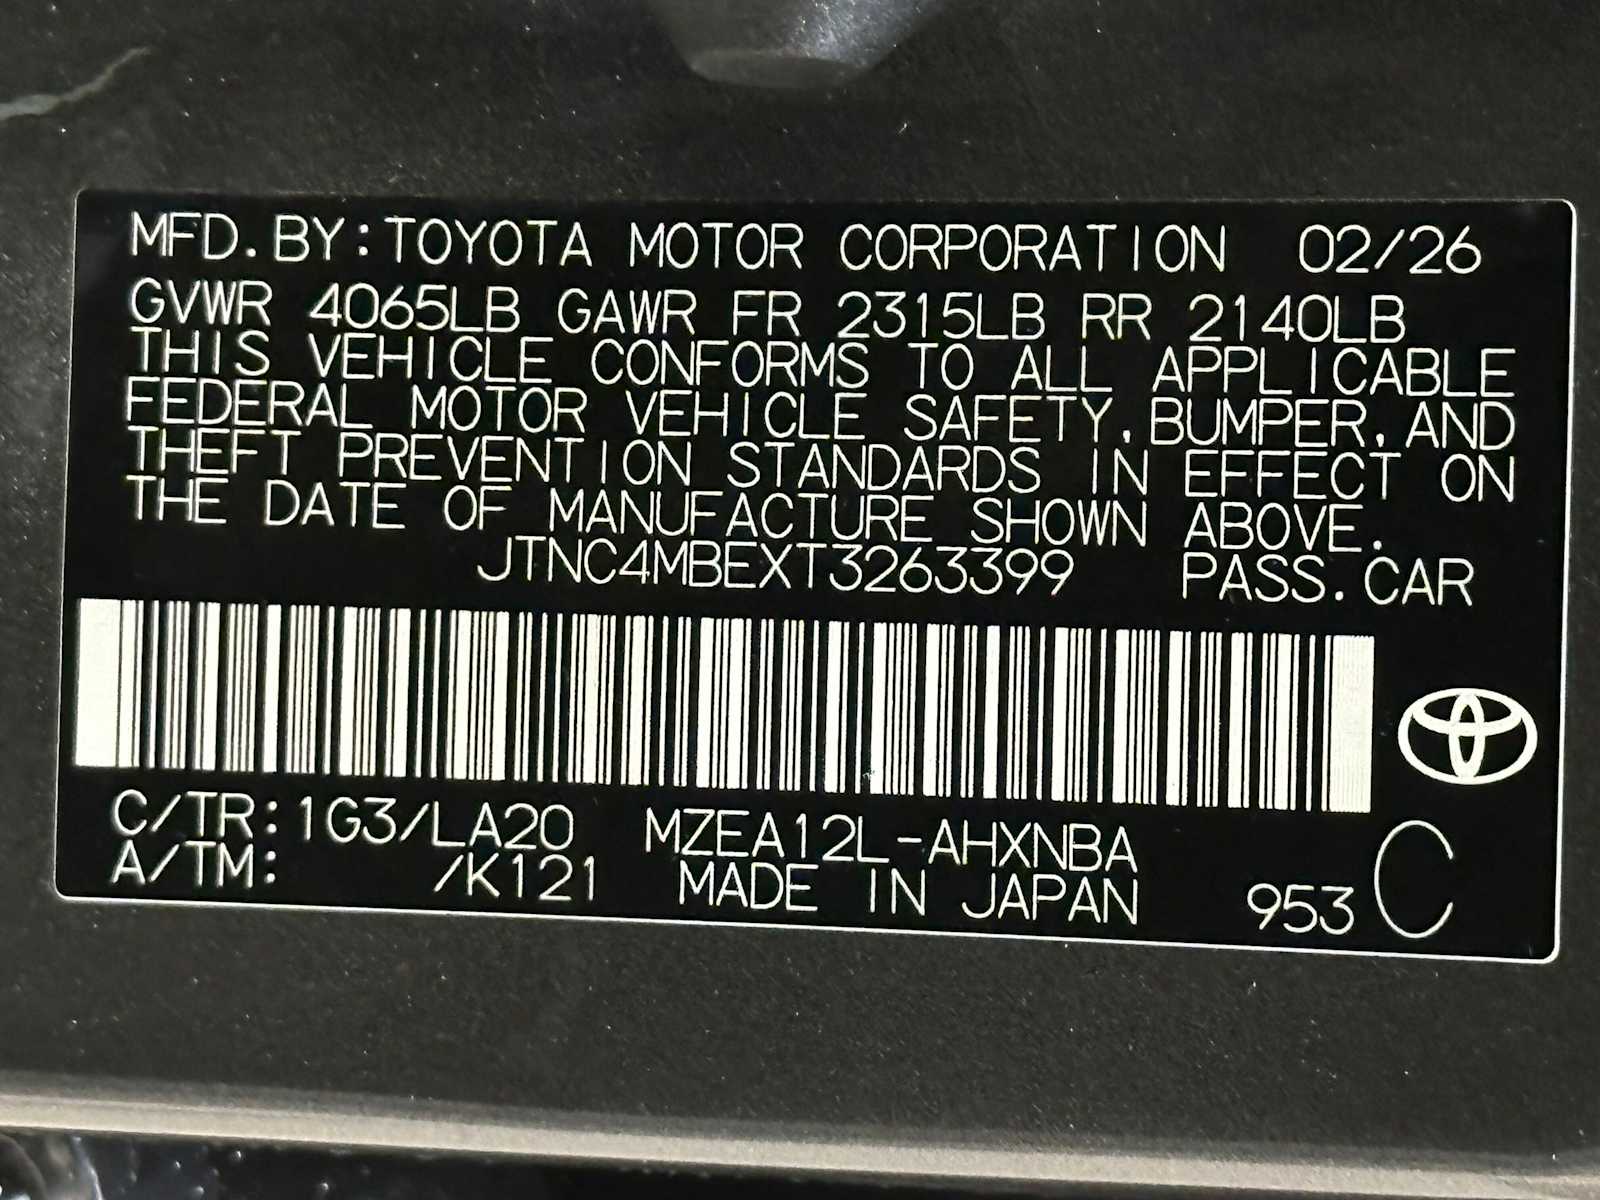 MFD.BY:TOYOTA MOTOR CORPORATION 02/26
GVWR 4065LB GAWR FR 2315LB RR 2140LB
THIS VEHICLE CONFORMS TO ALL APPLICABLE
FEDERAL MOTOR VEHICLE SAFETY,BUMPER,AND
THEFT PREVENTION STANDARDS IN EFFECT ON
THE DATE OF MANUFACTURE SHOWN ABOVE.
JTNC4MBEXT3263399 PASS.CAR
C/TR:1G3/LA20 MZEA12L-AHXNBA
A/TM: /K121 MADE IN JAPAN 953 C